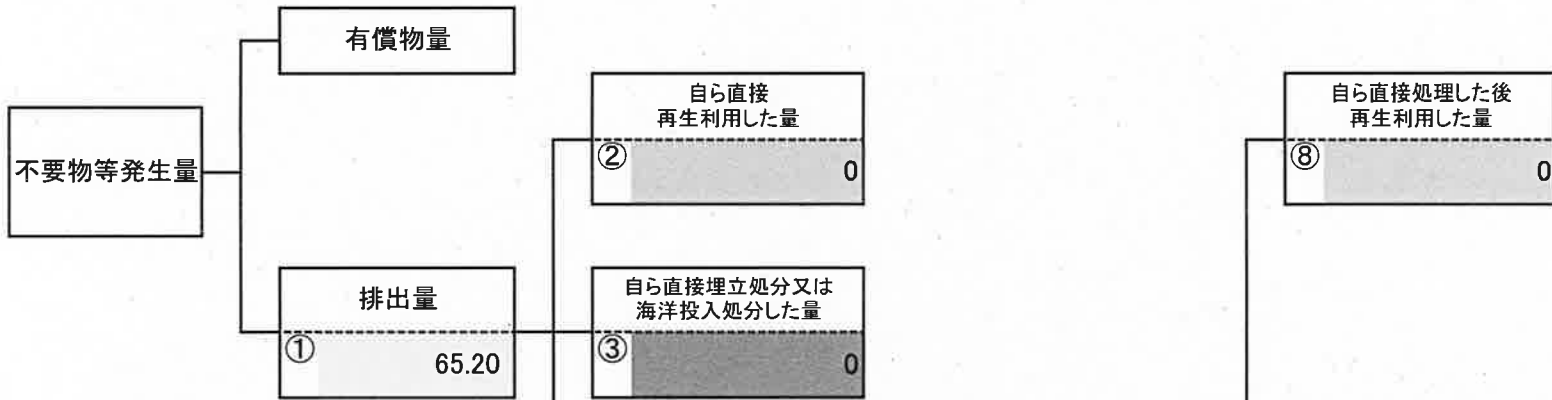 有償物量
自ら直接
再生利用した量
②
0
自ら直接処理した後
再生利用した量
⑧
0
不要物等発生量
排出量
①
65.20
自ら直接埋立処分又は
海洋投入処分した量
③
0